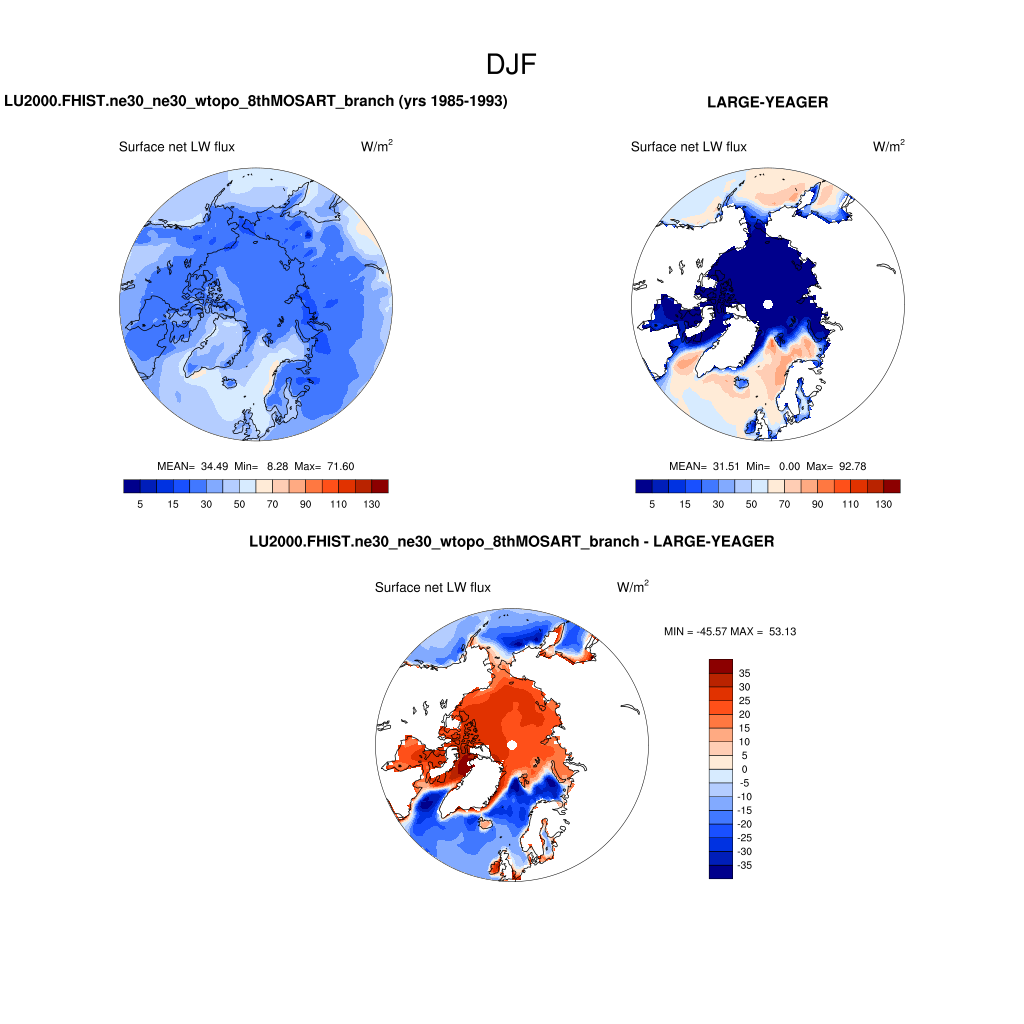 DJF
LU2000.FHIST.ne30_ne30_wtopo_8thMOSART_branch (yrs 1985-1993)
LARGE-YEAGER
Surface net LW flux W/m²
Surface net LW flux W/m²
MEAN= 34.49 Min= 8.28 Max= 71.60
MEAN= 31.51 Min= 0.00 Max= 92.78
5 15 30 50 70 90 110 130
5 15 30 50 70 90 110 130
LU2000.FHIST.ne30_ne30_wtopo_8thMOSART_branch - LARGE-YEAGER
Surface net LW flux W/m²
MIN = -45.57 MAX = 53.13
35
30
25
20
15
10
5
0
-5
-10
-15
-20
-25
-30
-35